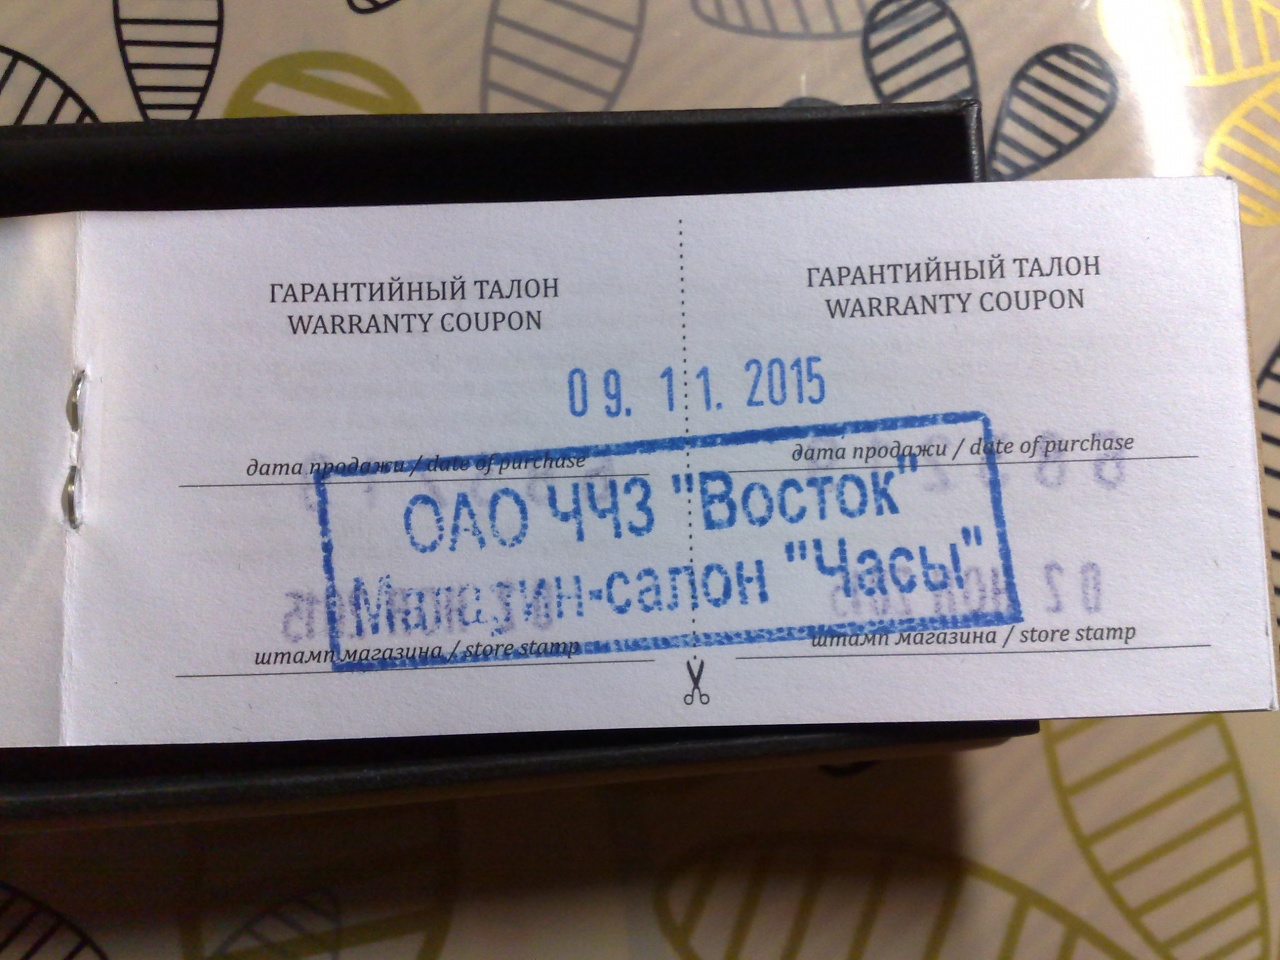 ГАРАНТИЙНЫЙ ТАЛОН
WARRANTY COUPON
ГАРАНТИЙНЫЙ ТАЛОН
WARRANTY COUPON
09. 11. 2015
дата продажи / date of purchase
дата продажи / date of purchase
ОАО ЧЧЗ "Восток"
Магазин-салон "Часы"
штамп магазина / store stamp
штамп магазина / store stamp